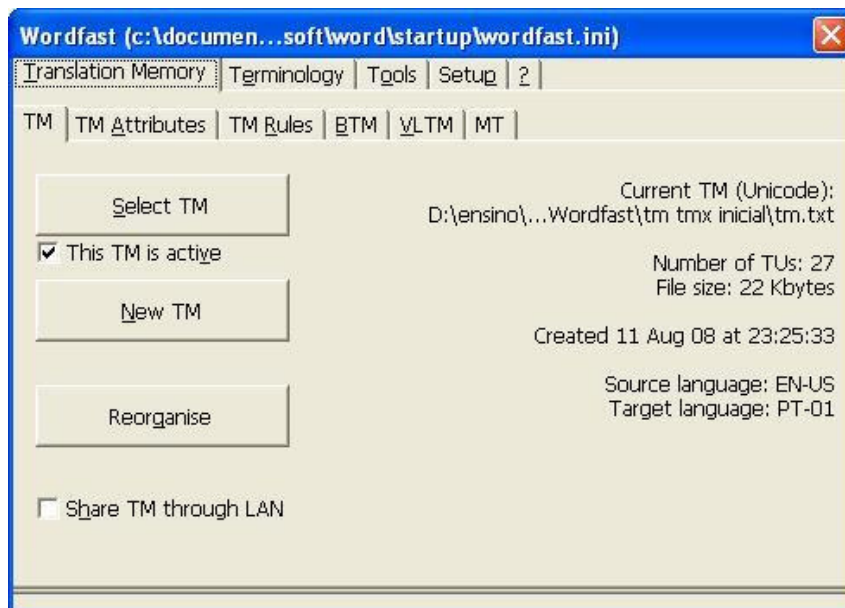 Wordfast (c:\documen...soft\word\startup\wordfast.ini)
Translation Memory Terminology Tools Setup ?
TM TM Attributes TM Rules BTM VLTM MT
Select TM
This TM is active
New TM
Reorganise
Share TM through LAN
Current TM (Unicode):
D:\ensino\...Wordfast\tm tmx inicial\tm.txt
Number of TUs: 27
File size: 22 Kbytes
Created 11 Aug 08 at 23:25:33
Source language: EN-US
Target language: PT-01